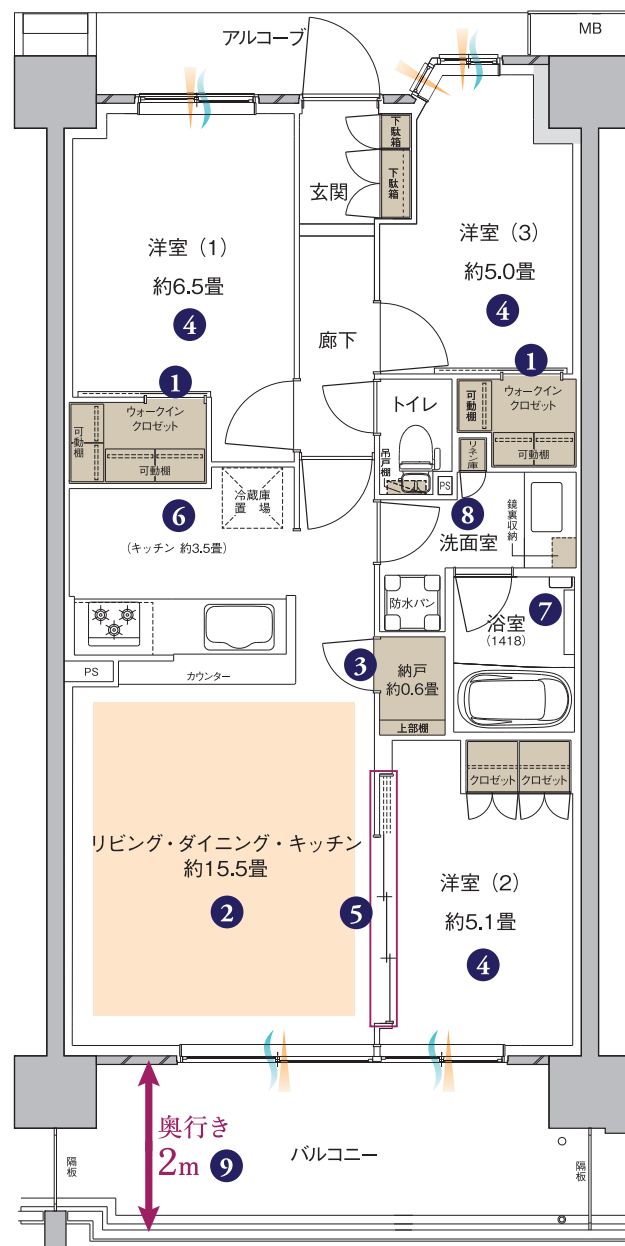 アルコーブ
MB
下駄箱
下駄箱
玄関
洋室（1）
約6.5畳
4
洋室（3）
約5.0畳
4
廊下
1
1
トイレ
可動棚
ウォークイン
クロゼット
可動棚
可動棚
ウォークイン
クロゼット
可動棚
吊戸棚
リネン庫
PS
冷蔵庫
置場
6
（キッチン 約3.5畳）
8
洗面室
鏡裏収納
防水パン
浴室
（1418）
7
PS
カウンター
3
納戸
約0.6畳
上部棚
クロゼット
クロゼット
リビング・ダイニング・キッチン
約15.5畳
2
5
洋室（2）
約5.1畳
4
奥行き
2m
9
バルコニー
隔板
隔板